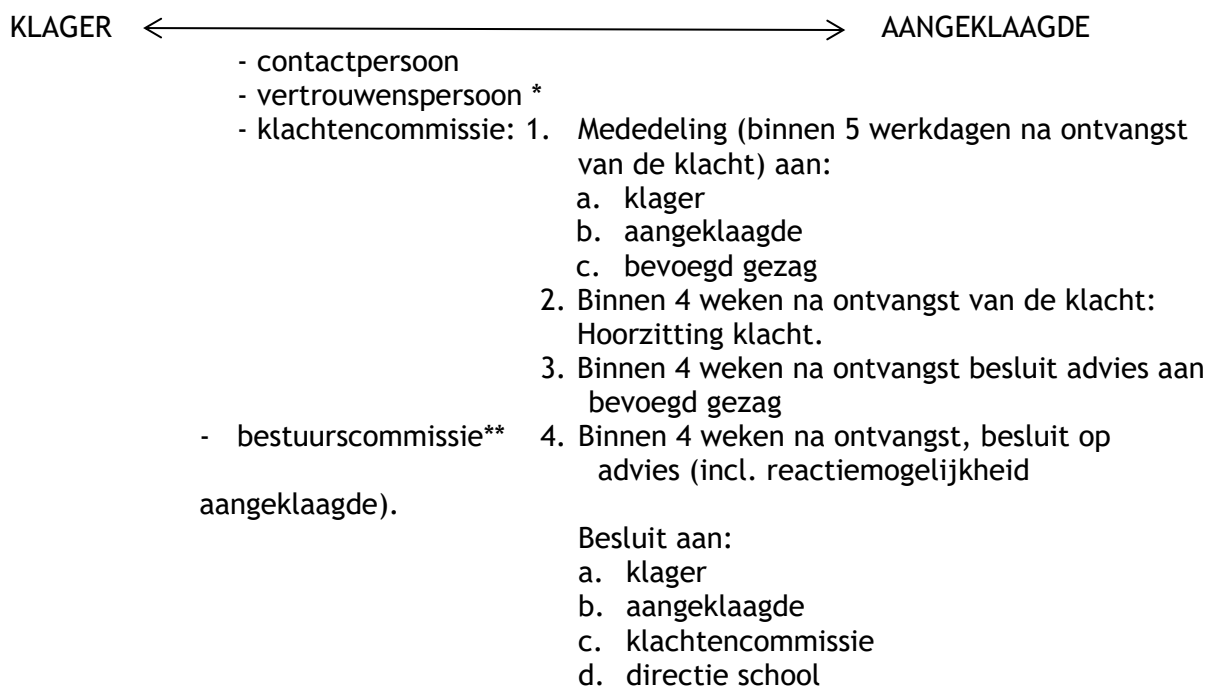 KLAGER AANGEKLAAGDE
- contactpersoon
- vertrouwenspersoon *
- klachtencommissie: 1. Mededeling (binnen 5 werkdagen na ontvangst
van de klacht) aan:
a. klager
b. aangeklaagde
c. bevoegd gezag
2. Binnen 4 weken na ontvangst van de klacht:
Hoorzitting klacht.
3. Binnen 4 weken na ontvangst besluit advies aan
bevoegd gezag
- bestuurscommissie** 4. Binnen 4 weken na ontvangst, besluit op
advies (incl. reactiemogelijkheid
aangeklaagde).
Besluit aan:
a. klager
b. aangeklaagde
c. klachtencommissie
d. directie school